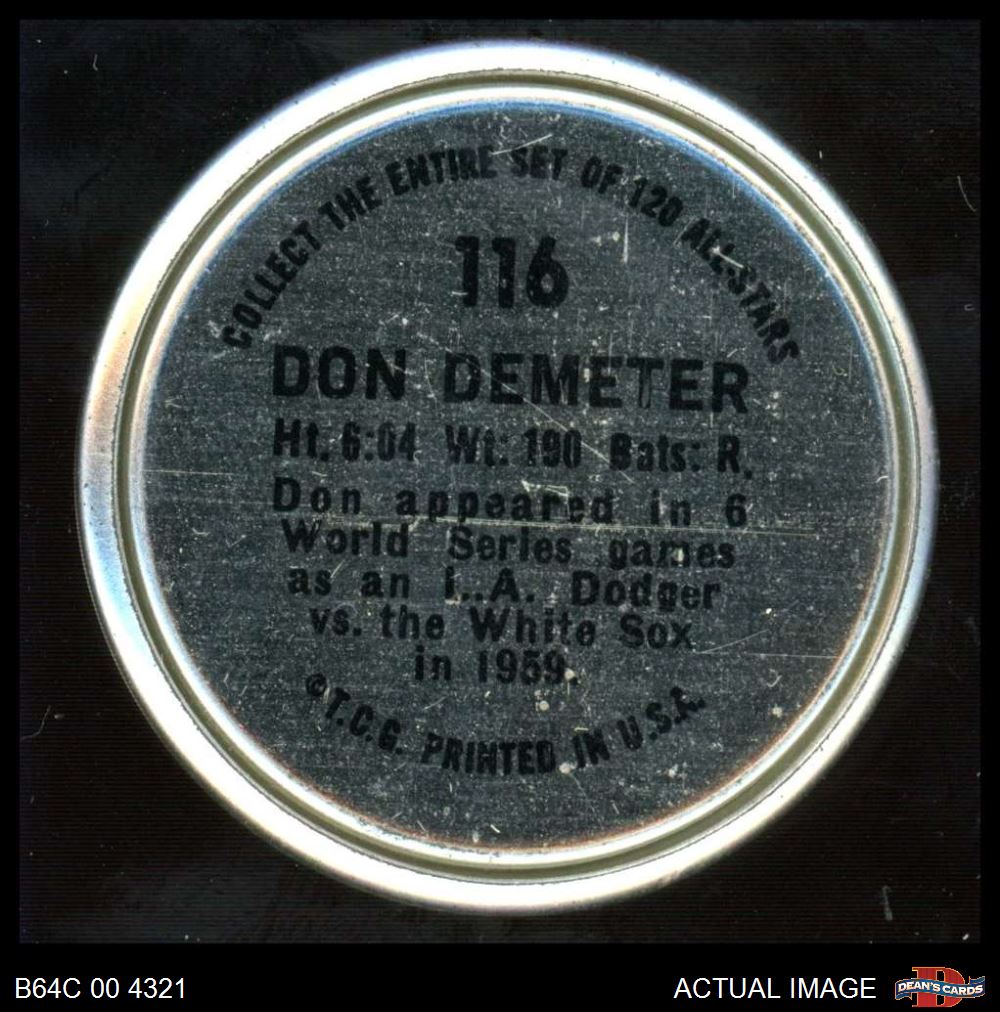 COLLECT THE ENTIRE SET OF 120 ALL-STARS
116
DON DEMETER
Ht. 6:04 Wt: 190 Bats: R.
Don appeared in 6
World Series games
as an L.A. Dodger
vs. the White Sox
in 1959.
©T.C.G. PRINTED IN U.S.A.
B64C 00 4321
ACTUAL IMAGE
DEAN'S CARDS